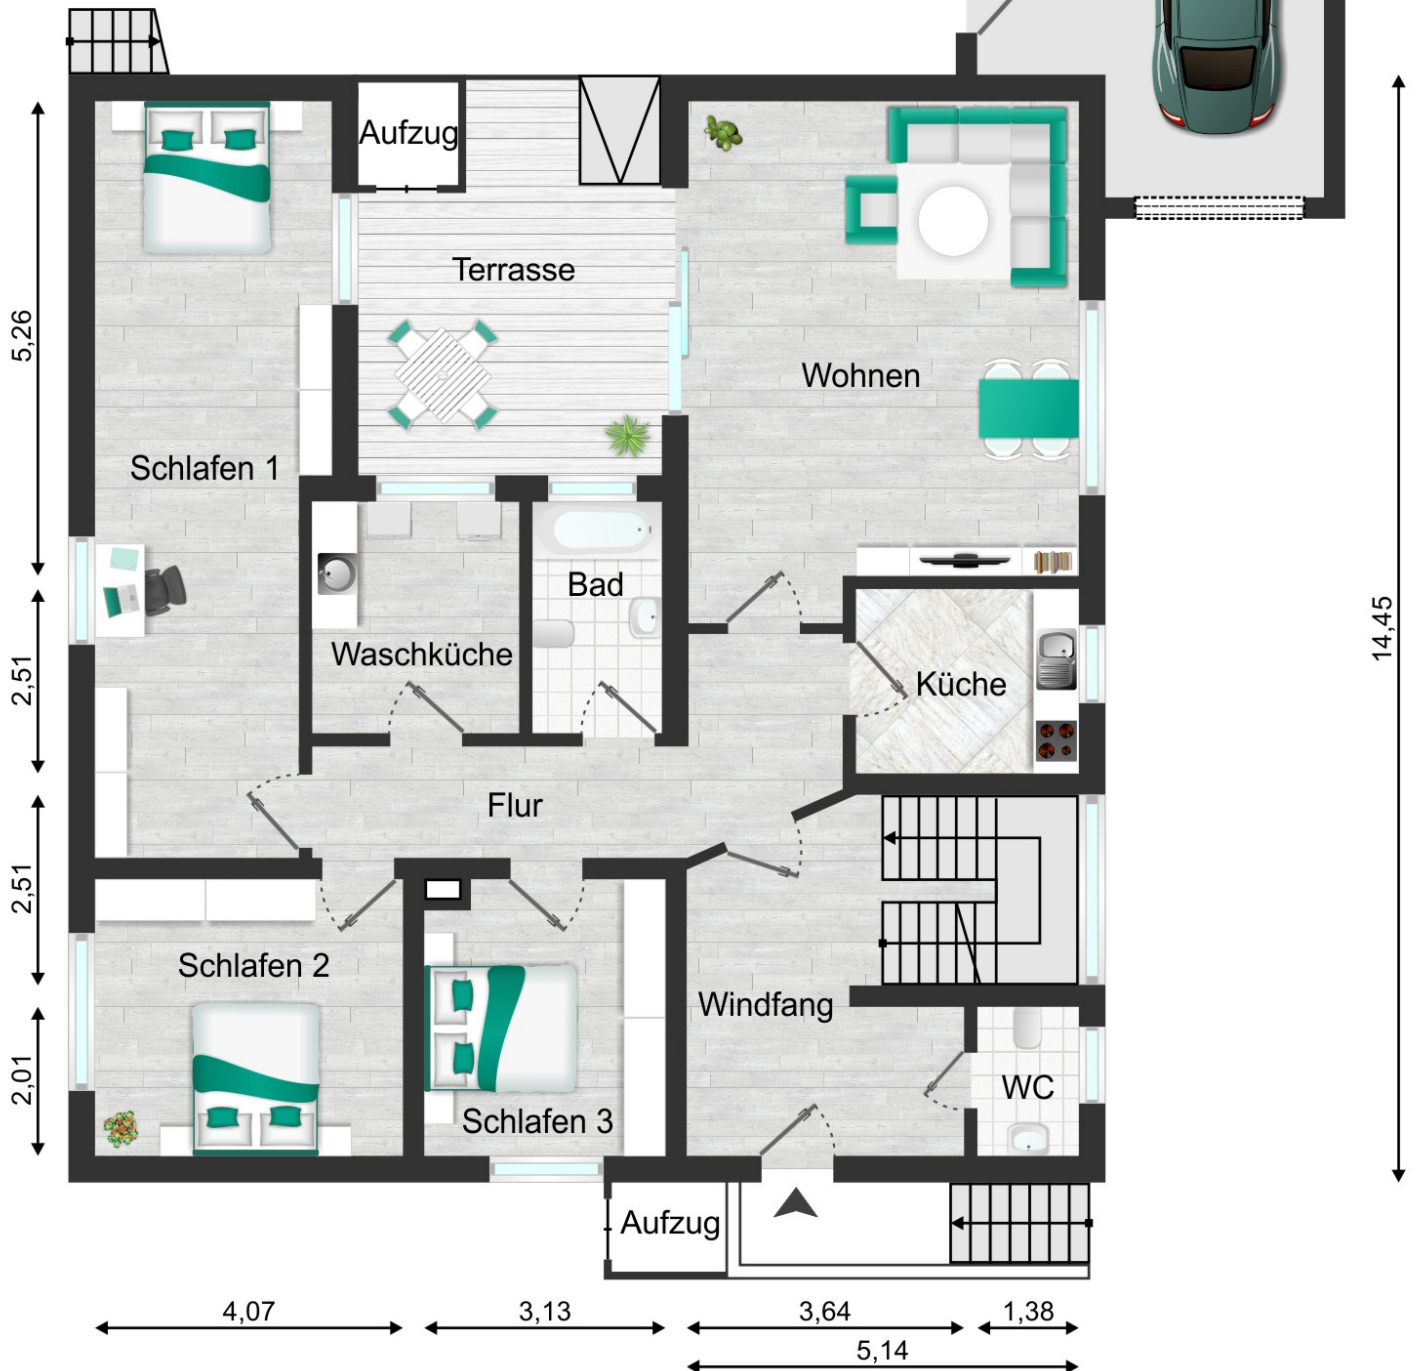 Aufzug
Terrasse
5,26
Wohnen
Schlafen 1
Bad
14,45
Waschküche
2,51
Küche
Flur
2,51
Schlafen 2
Windfang
2,01
WC
Schlafen 3
Aufzug
4,07
3,13
3,64
1,38
5,14